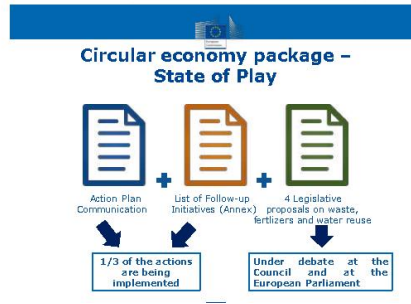 Circular economy package –
State of Play
Action Plan
Communication
List of Follow-up
Initiatives (Annex)
4 Legislative
proposals on waste,
fertlizers and water reuse
1/3 of the actions
are being
implemented
Under debate at the
Council and at the
European Parliament